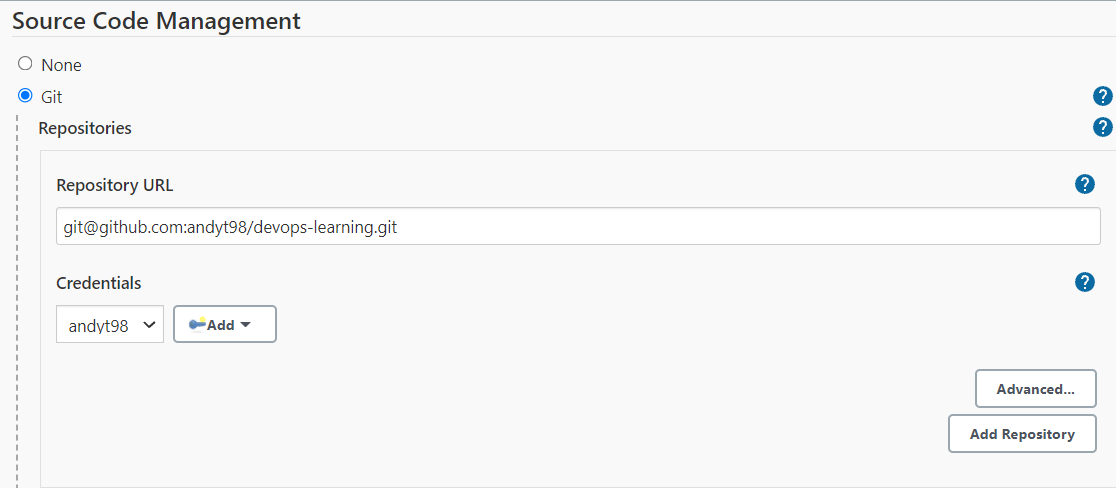 Source Code Management
None
Git
?
Repositories
?
Repository URL
?
git@github.com:andyt98/devops-learning.git
Credentials
?
andyt98
Add
Advanced...
Add Repository